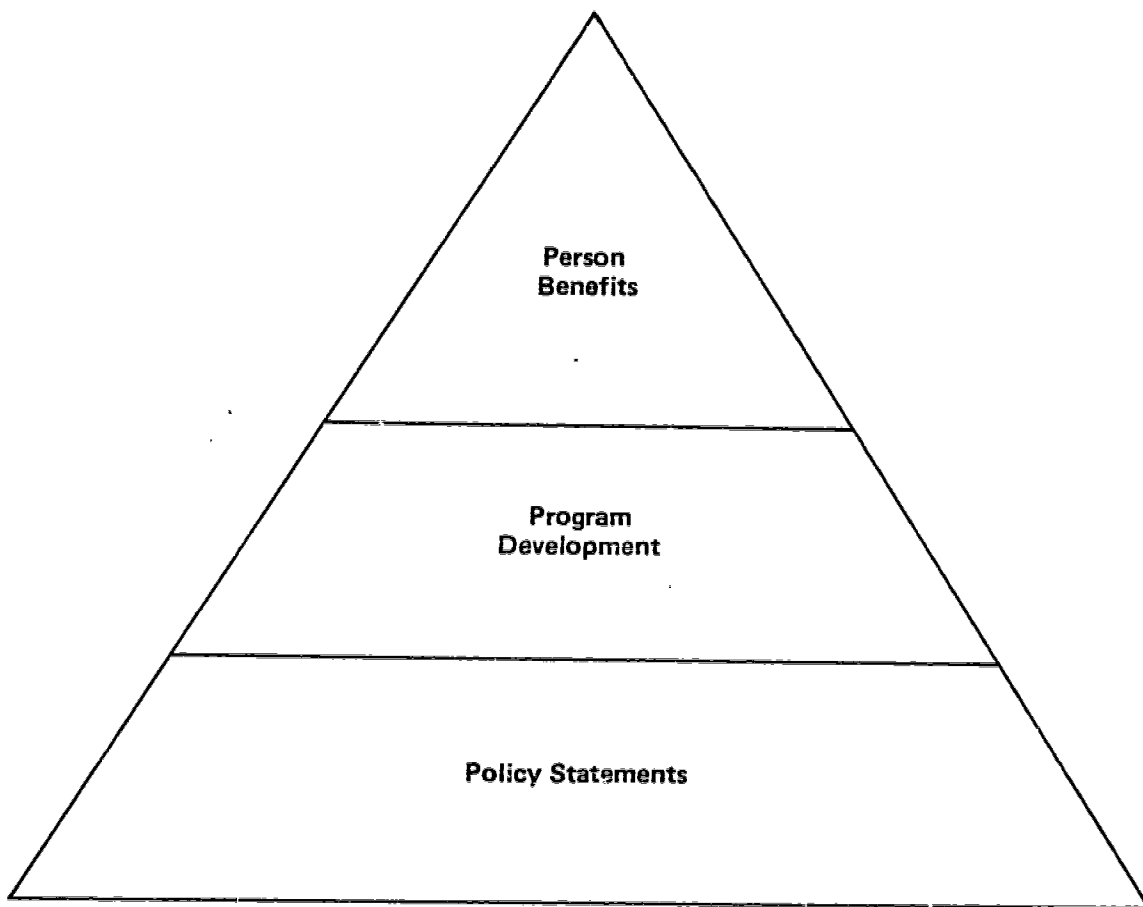 Person
Benefits
Program
Development
Policy Statements